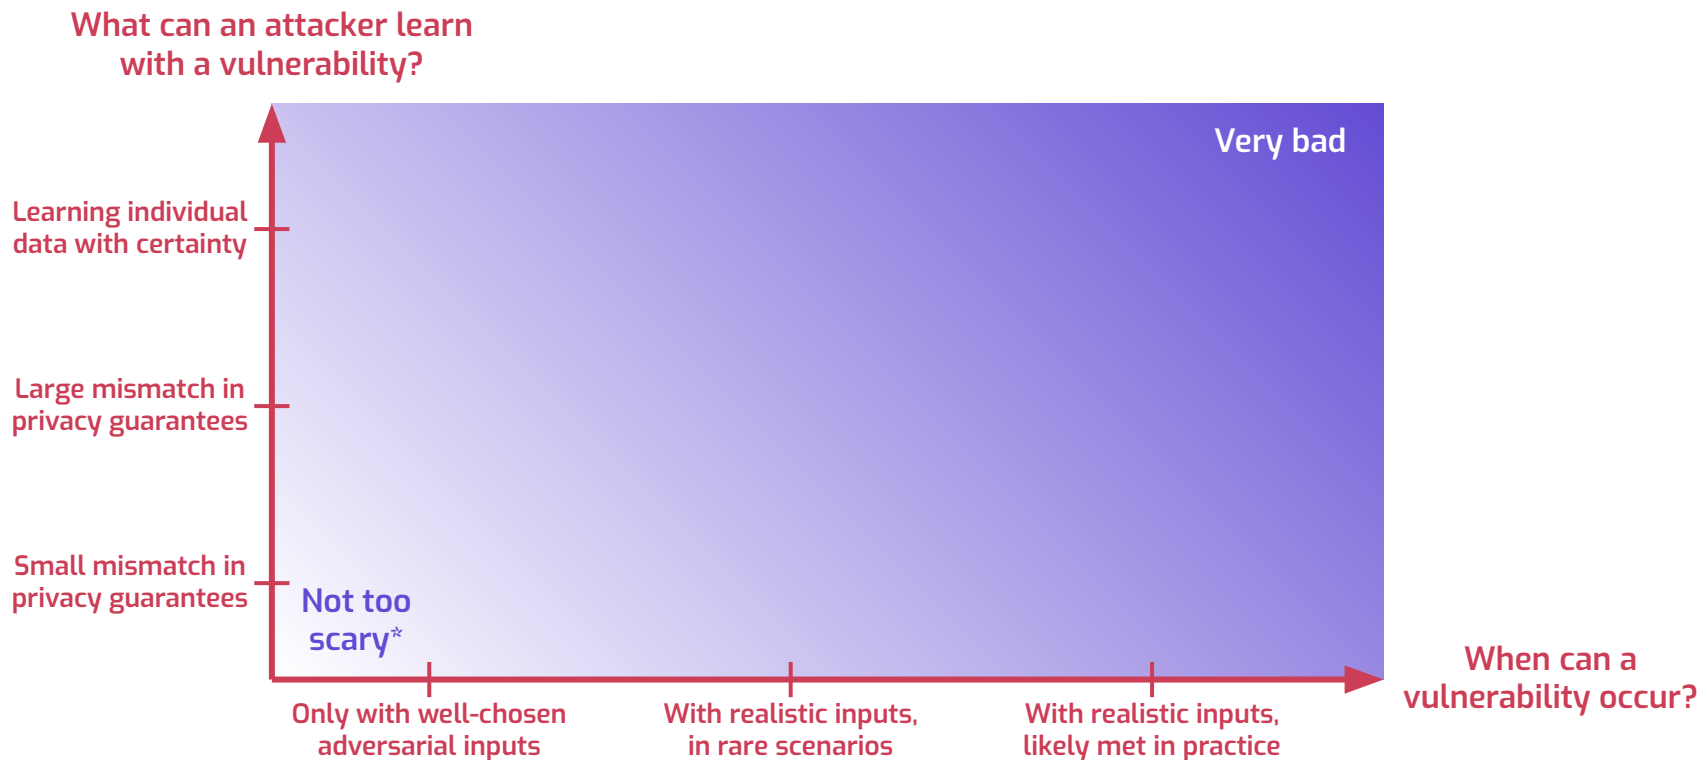 What can an attacker learn
with a vulnerability?
Very bad
Learning individual
data with certainty
Large mismatch in
privacy guarantees
Small mismatch in
privacy guarantees
Not too
scary*
When can a
vulnerability occur?
Only with well-chosen
adversarial inputs
With realistic inputs,
in rare scenarios
With realistic inputs,
likely met in practice